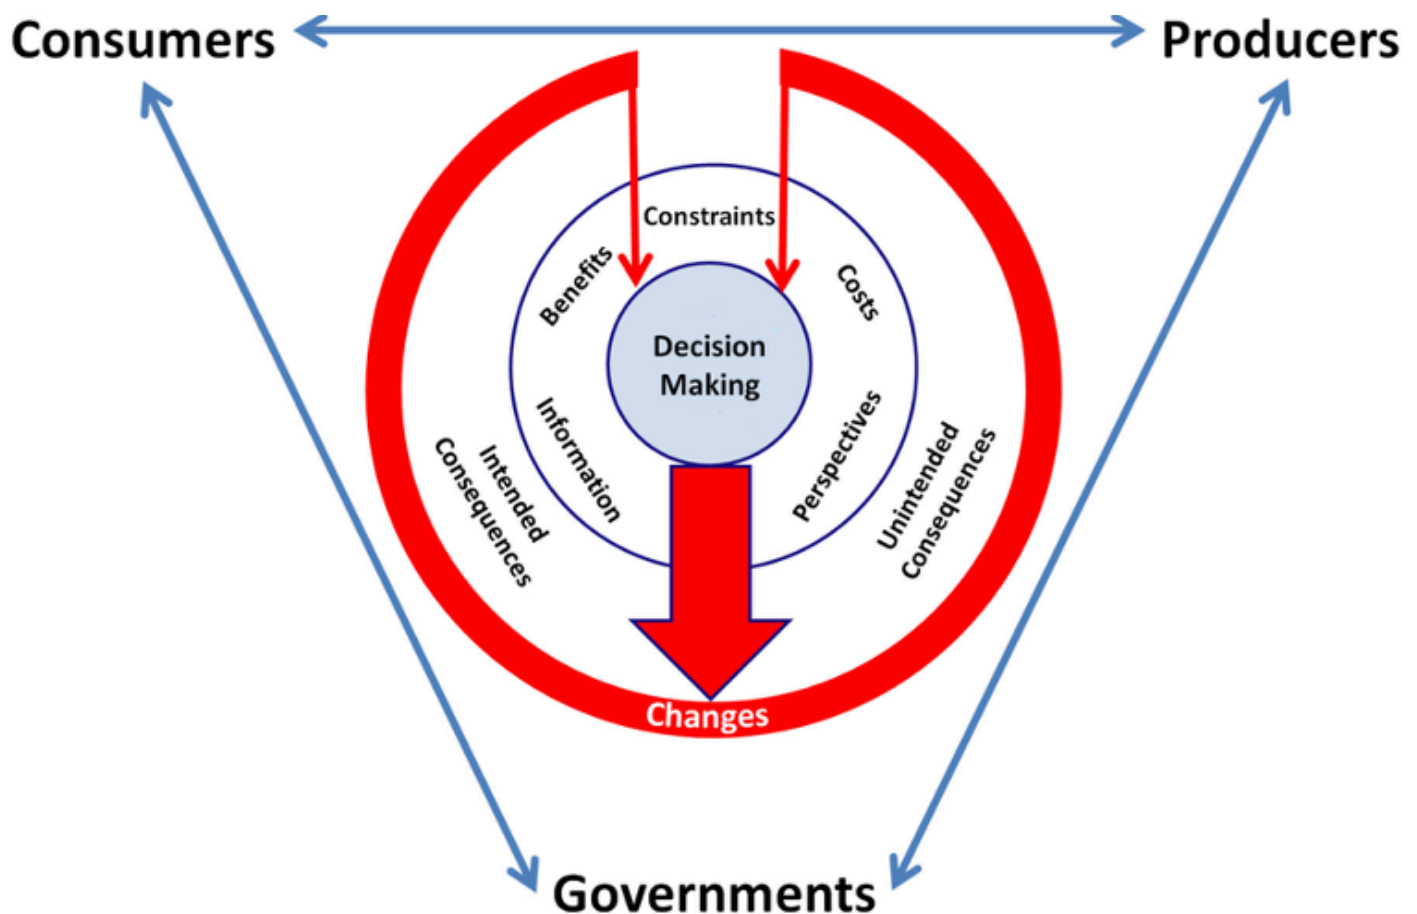 Consumers
Producers
Constraints
Benefits
Costs
Decision
Making
Information
Perspectives
Intended
Consequences
Unintended
Consequences
Changes
Governments